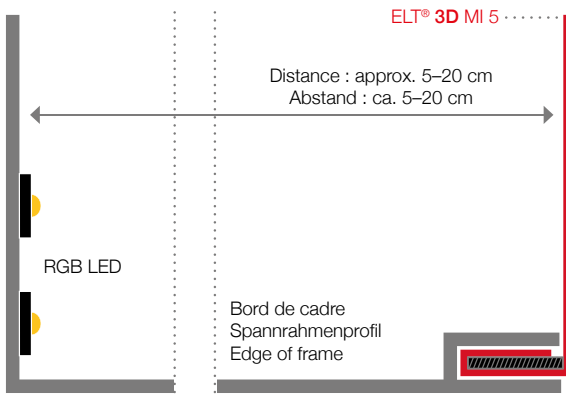 ELT® 3D MI 5
Distance : approx. 5–20 cm
Abstand : ca. 5–20 cm
RGB LED
Bord de cadre
Spannrahmenprofil
Edge of frame